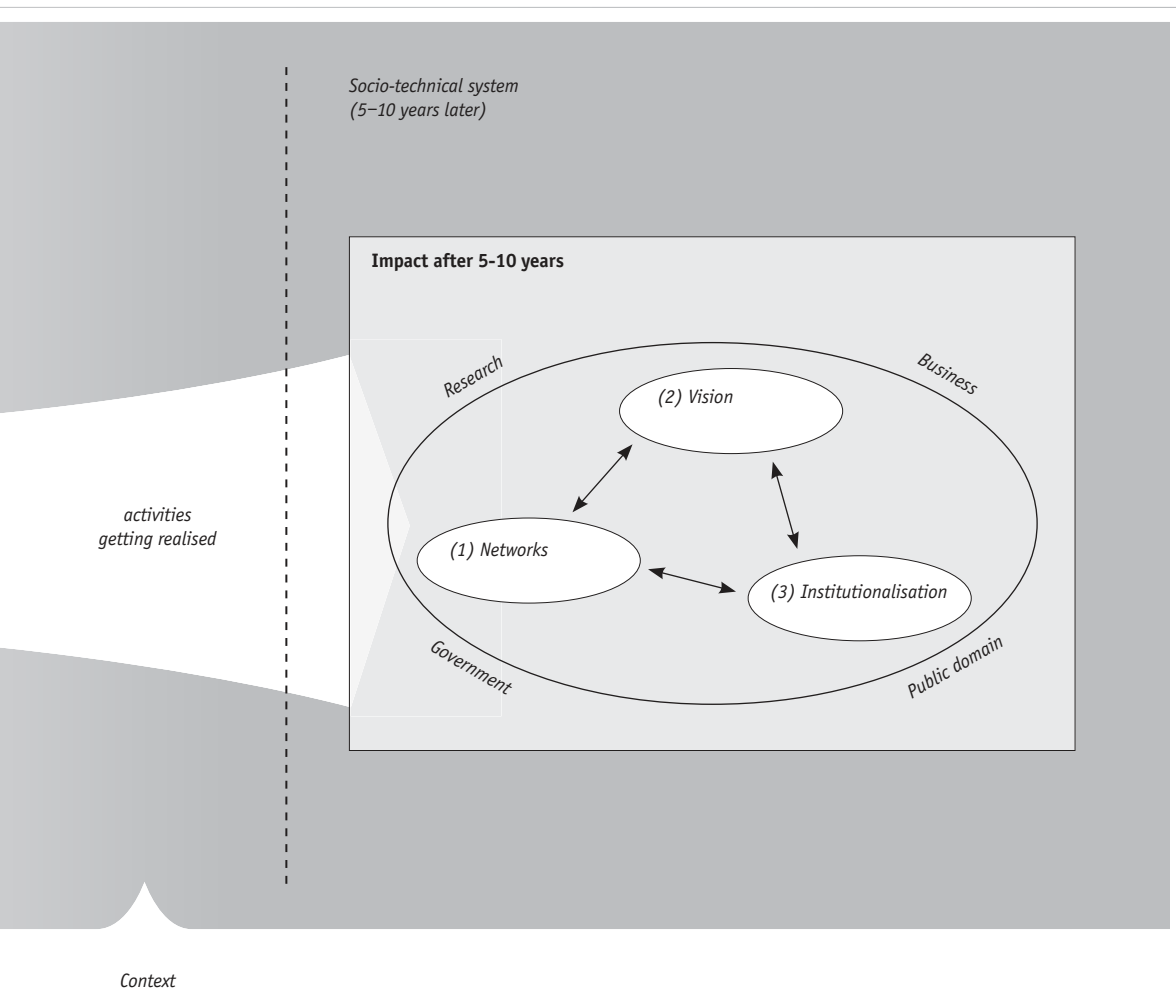 Socio-technical system
(5–10 years later)
Impact after 5-10 years
Research
Business
(2) Vision
activities
getting realised
(1) Networks
(3) Institutionalisation
Government
Public domain
Context